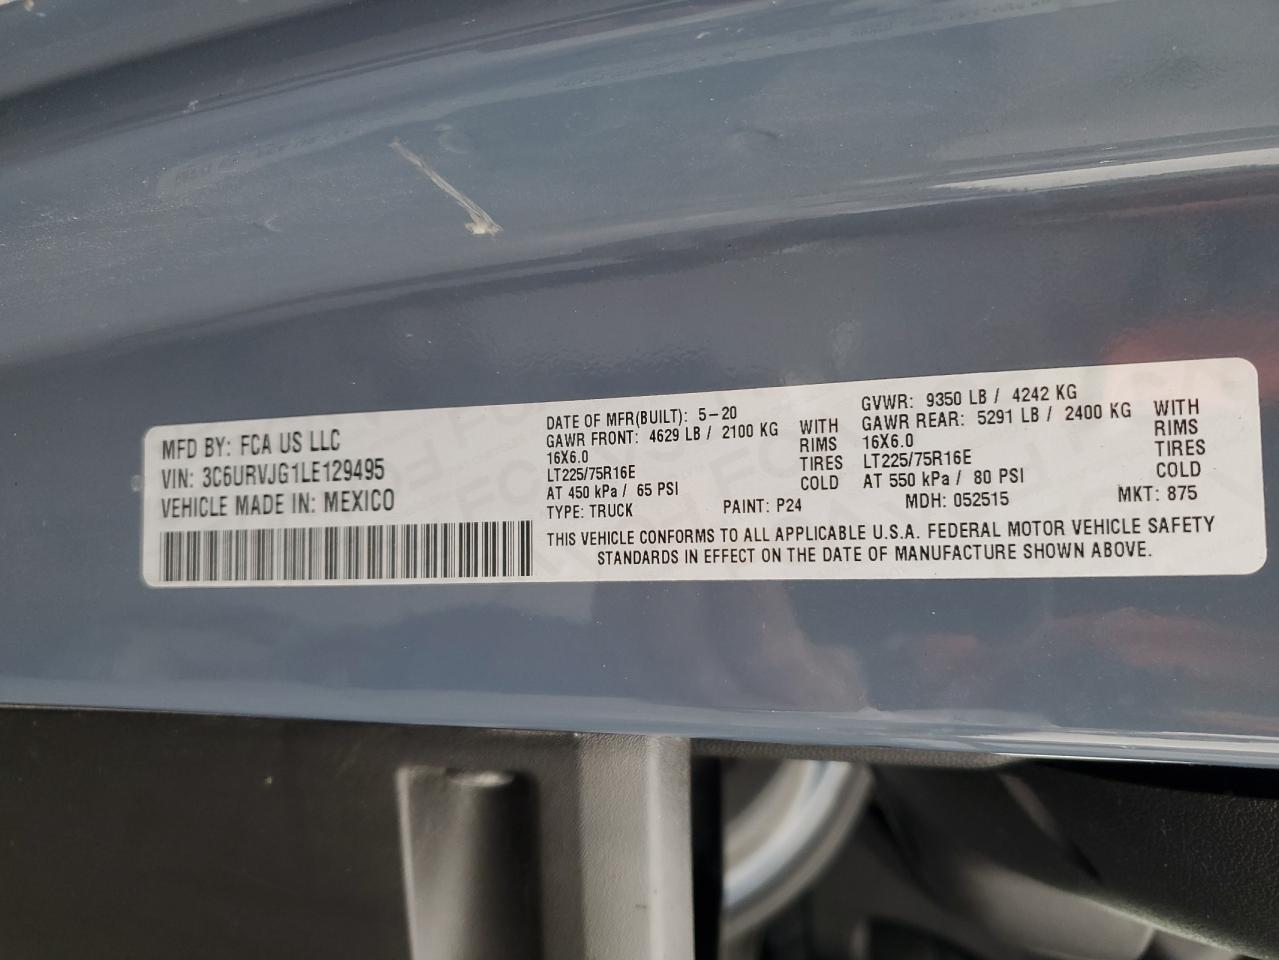 MFD BY: FCA US LLC
VIN: 3C6URVJG1LE129495
VEHICLE MADE IN: MEXICO
DATE OF MFR(BUILT): 5-20
GAWR FRONT: 4629 LB / 2100 KG WITH
16X6.0 RIMS
LT225/75R16E TIRES
AT 450 kPa / 65 PSI COLD
GVWR: 9350 LB / 4242 KG
GAWR REAR: 5291 LB / 2400 KG WITH
16X6.0 RIMS
LT225/75R16E TIRES
AT 550 kPa / 80 PSI COLD
TYPE: TRUCK PAINT: P24 MDH: 052515 MKT: 875
THIS VEHICLE CONFORMS TO ALL APPLICABLE U.S.A. FEDERAL MOTOR VEHICLE SAFETY
STANDARDS IN EFFECT ON THE DATE OF MANUFACTURE SHOWN ABOVE.